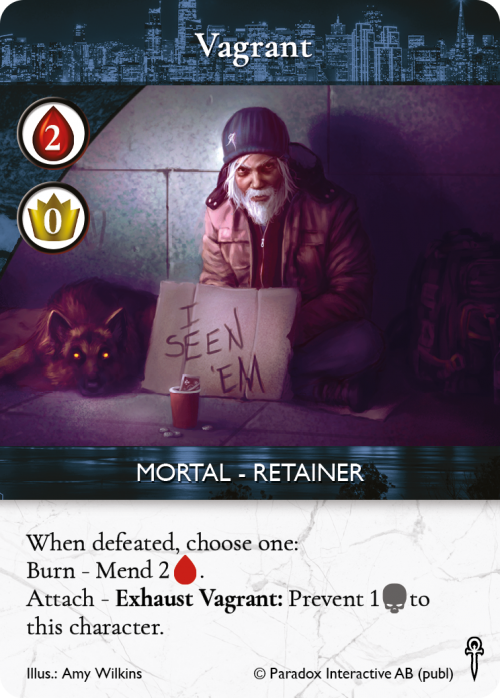 Vagrant
2
0
I
SEEN
'EM
MORTAL - RETAINER
When defeated, choose one:
Burn - Mend 2 .
Attach - Exhaust Vagrant: Prevent 1 to
this character.
Illus.: Amy Wilkins © Paradox Interactive AB (publ)